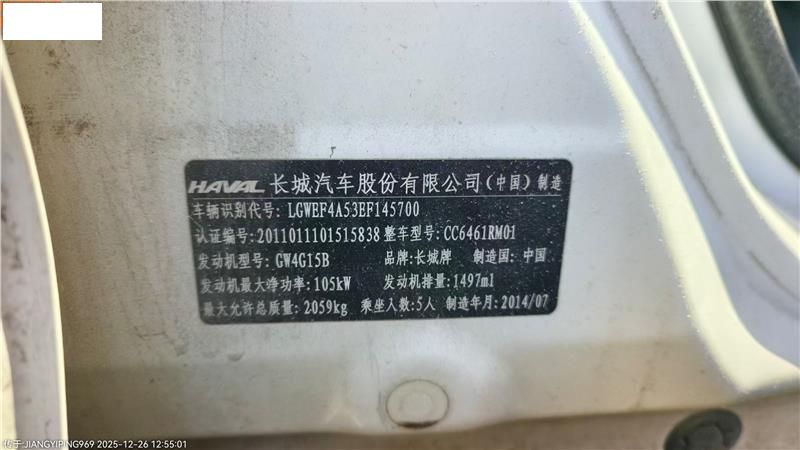 HAVAL 长城汽车股份有限公司(中国)制造
车辆识别代号: LGWEF4A53EF145700
认证编号: 2011011101515838 整车型号: CC6461RM01
发动机型号: GW4G15B 品牌: 长城牌 制造国: 中国
发动机最大净功率: 105kW 发动机排量: 1497ml
最大允许总质量: 2059kg 乘坐人数: 5人 制造年月: 2014/07
传于:JIANGYIPING969 2025-12-26 12:55:01